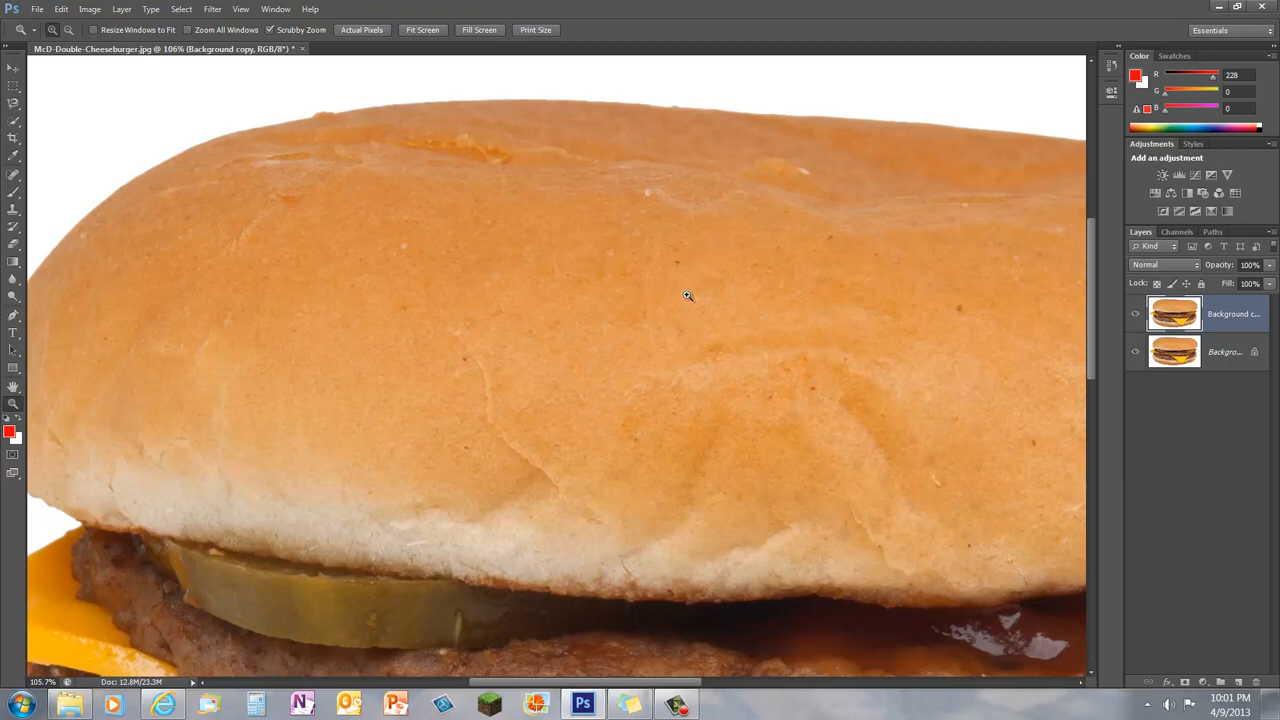 Ps File Edit Image Layer Type Select Filter View Window Help
Resize Windows to Fit Zoom All Windows Scrubby Zoom Actual Pixels Fit Screen Fill Screen Print Size Essentials
McD-Double-Cheeseburger.jpg @ 106% (Background copy, RGB/8*) * ×
Color Swatches
R 228
G 0
B 0
Adjustments Styles
Add an adjustment
Layers Channels Paths
Kind
Normal Opacity: 100%
Lock: Fill: 100%
Background c...
Backgro...
105.7% Doc: 12.8M/23.3M
Ps
10:01 PM
4/9/2013